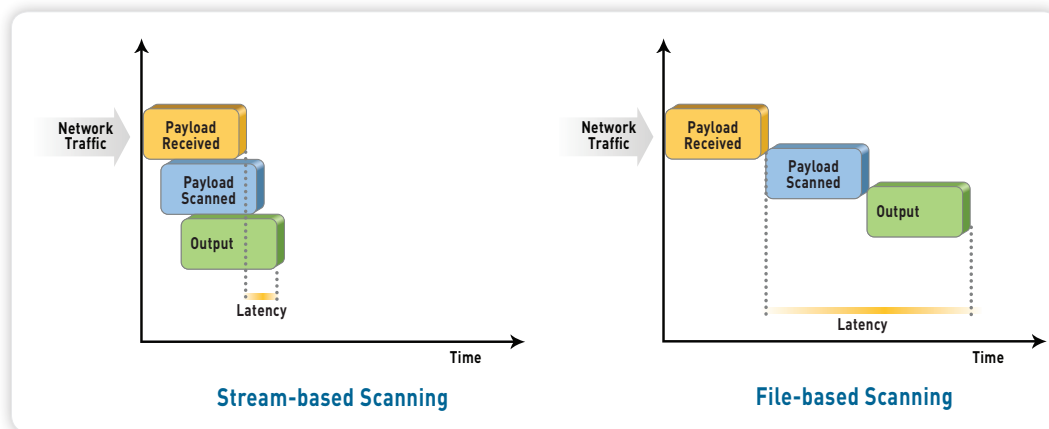 Network
Traffic
Payload
Received
Payload
Scanned
Output
Latency
Time
Stream-based Scanning
Network
Traffic
Payload
Received
Payload
Scanned
Output
Latency
Time
File-based Scanning